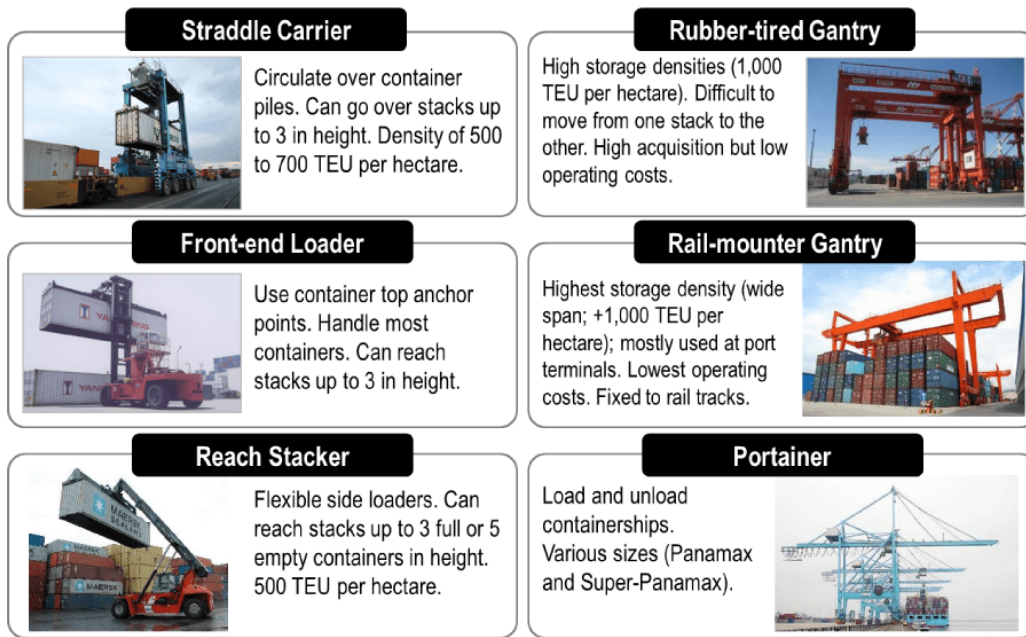 Straddle Carrier
Circulate over container
piles. Can go over stacks up
to 3 in height. Density of 500
to 700 TEU per hectare.
Rubber-tired Gantry
High storage densities (1,000
TEU per hectare). Difficult to
move from one stack to the
other. High acquisition but low
operating costs.
Front-end Loader
Use container top anchor
points. Handle most
containers. Can reach
stacks up to 3 in height.
YANG MING
Rail-mounter Gantry
Highest storage density (wide
span; +1,000 TEU per
hectare); mostly used at port
terminals. Lowest operating
costs. Fixed to rail tracks.
Reach Stacker
Flexible side loaders. Can
reach stacks up to 3 full or 5
empty containers in height.
500 TEU per hectare.
MAERSK
SEALAND
MAERSK
Portainer
Load and unload
containerships.
Various sizes (Panamax
and Super-Panamax).